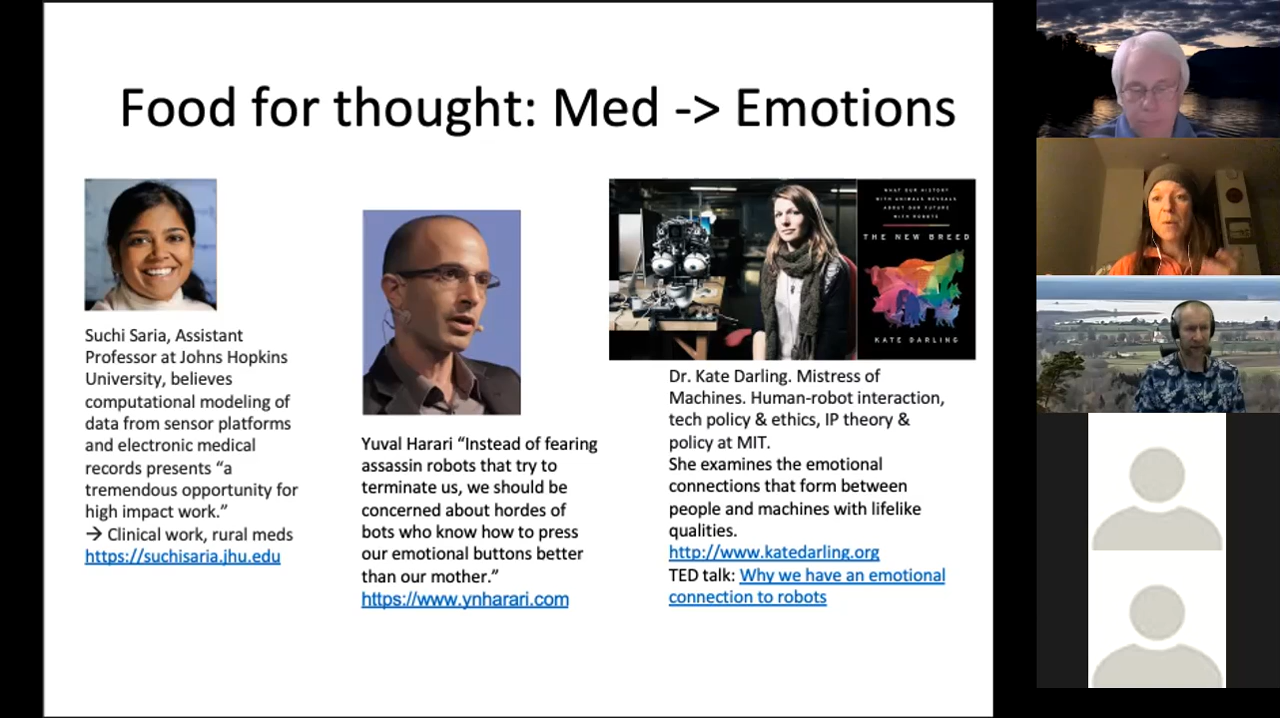 Food for thought: Med -> Emotions
Suchi Saria, Assistant
Professor at Johns Hopkins
University, believes
computational modeling of
data from sensor platforms
and electronic medical
records presents “a
tremendous opportunity for
high impact work.”
→ Clinical work, rural meds
https://suchisaria.jhu.edu
Yuval Harari “Instead of fearing
assassin robots that try to
terminate us, we should be
concerned about hordes of
bots who know how to press
our emotional buttons better
than our mother.”
https://www.ynharari.com
WHAT OUR HISTORY
WITH ANIMALS REVEALS
ABOUT OUR FUTURE
WITH ROBOTS
THE NEW BREED
KATE DARLING
Dr. Kate Darling. Mistress of
Machines. Human-robot interaction,
tech policy & ethics, IP theory &
policy at MIT.
She examines the emotional
connections that form between
people and machines with lifelike
qualities.
http://www.katedarling.org
TED talk: Why we have an emotional
connection to robots